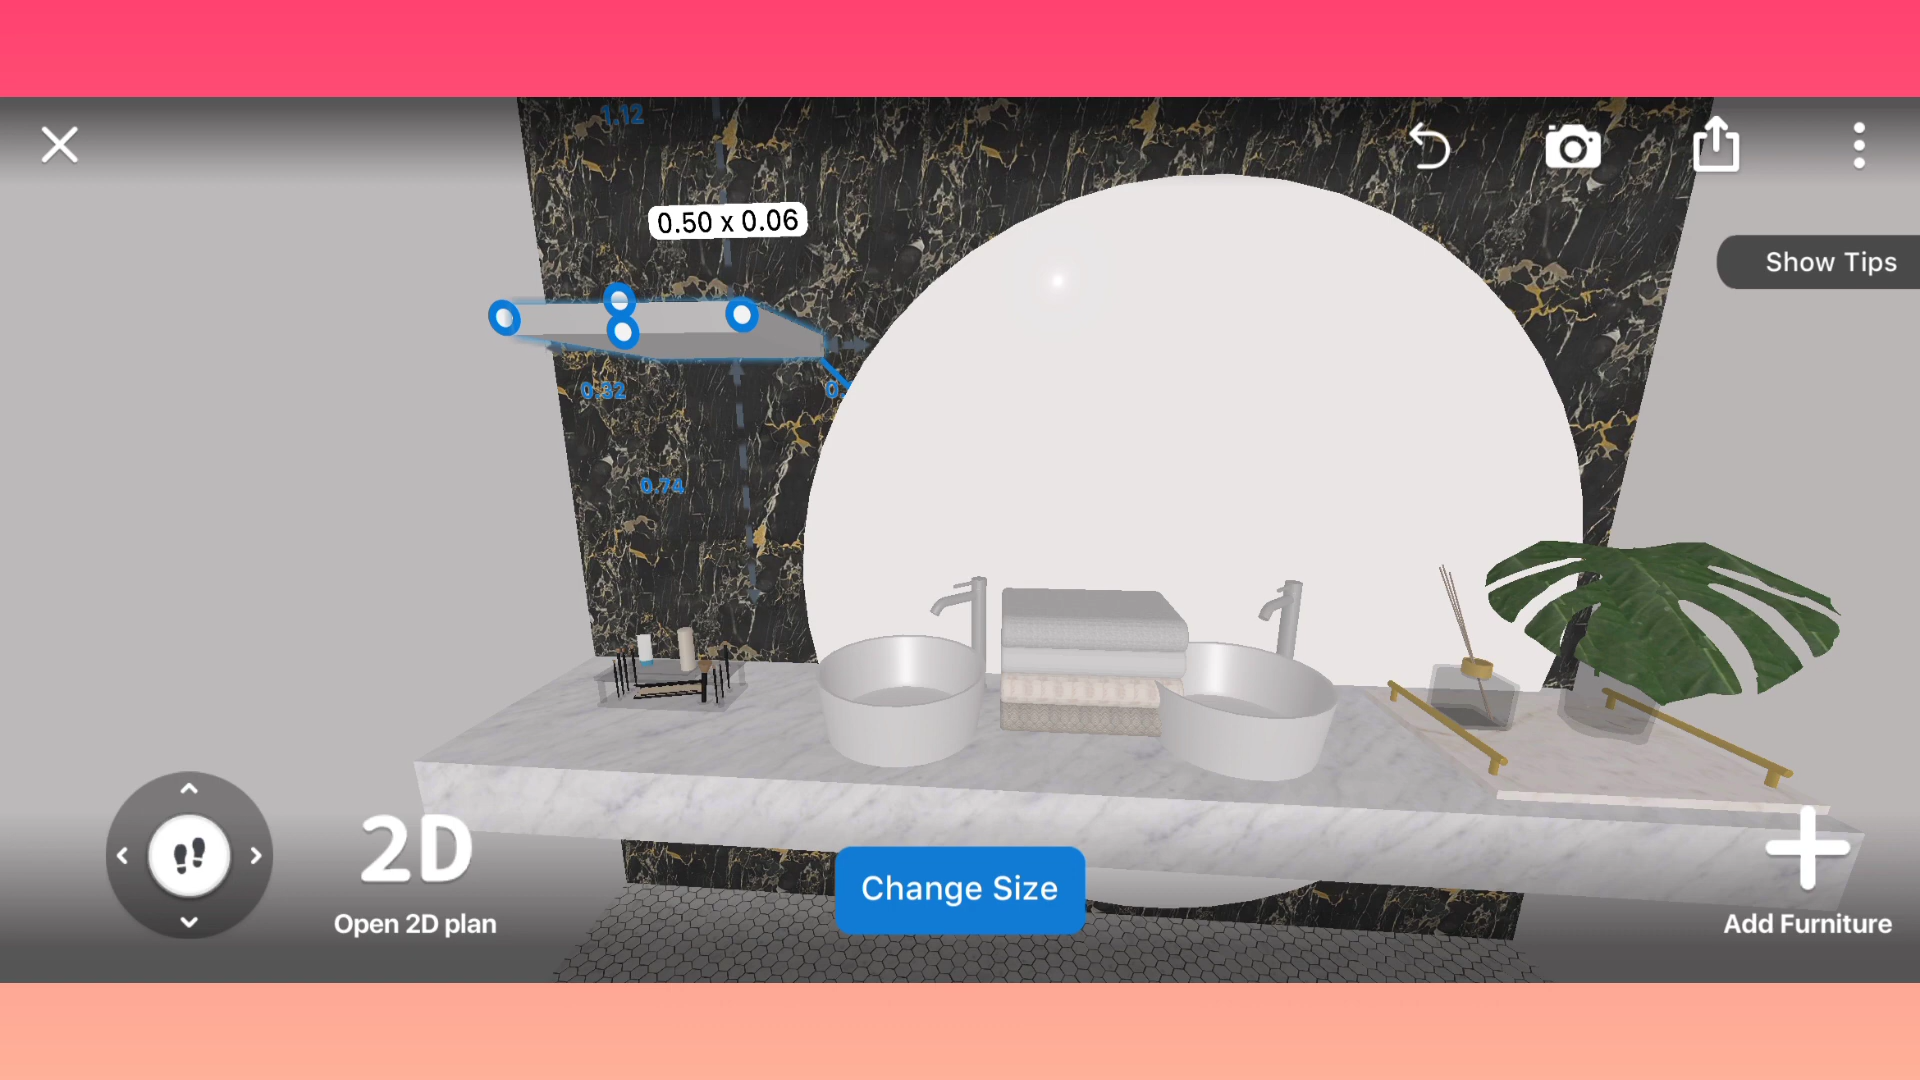 1.12
0.50 x 0.06
Show Tips
0.32
0.74
2D
Open 2D plan
Change Size
Add Furniture